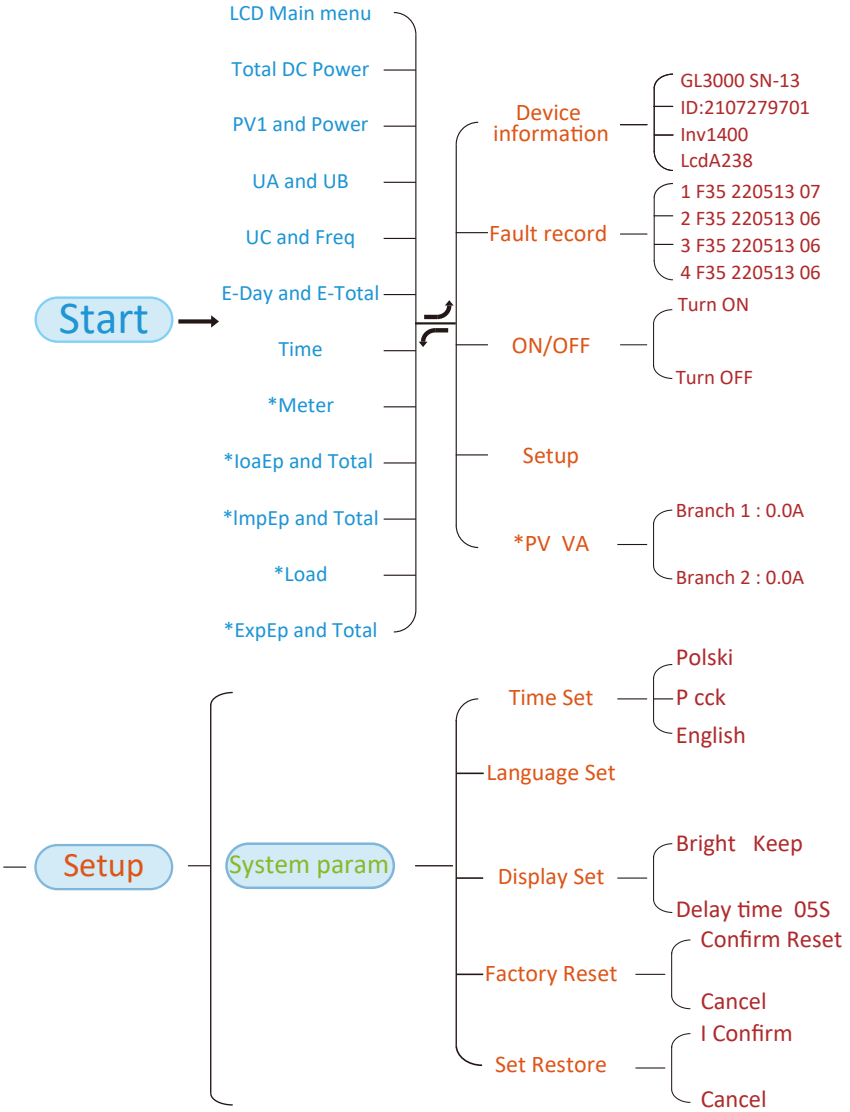 Start
LCD Main menu
Total DC Power
PV1 and Power
UA and UB
UC and Freq
E-Day and E-Total
Time
*Meter
*IoaEp and Total
*ImpEp and Total
*Load
*ExpEp and Total
Device
information
GL3000 SN-13
ID:2107279701
Inv1400
LcdA238
Fault record
1 F35 220513 07
2 F35 220513 06
3 F35 220513 06
4 F35 220513 06
ON/OFF
Turn ON
Turn OFF
Setup
*PV VA
Branch 1 : 0.0A
Branch 2 : 0.0A
Setup
System param
Time Set
Polski
P cck
English
Language Set
Display Set
Bright Keep
Delay time 05S
Factory Reset
Confirm Reset
Cancel
Set Restore
I Confirm
Cancel